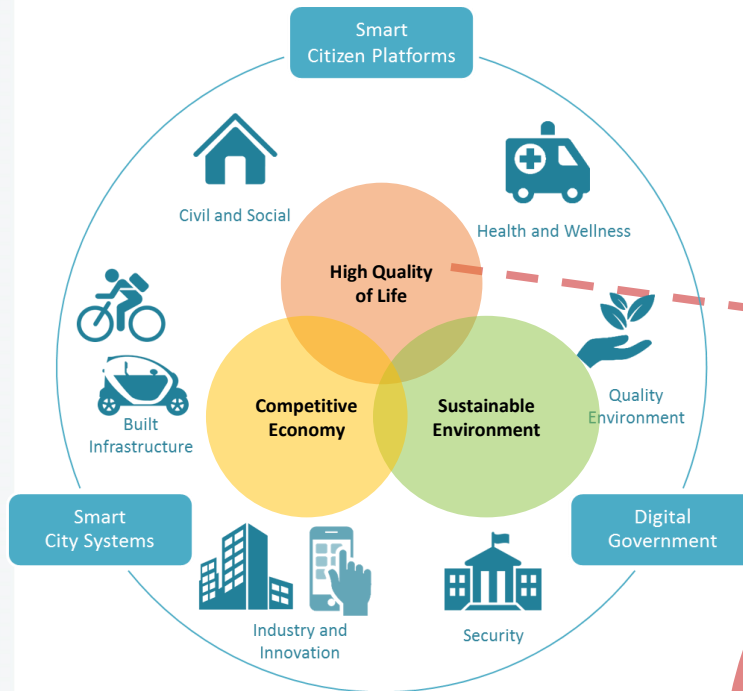 Smart
Citizen Platforms
Civil and Social
Health and Wellness
High Quality
of Life
Competitive
Economy
Sustainable
Environment
Quality
Environment
Built
Infrastructure
Smart
City Systems
Digital
Government
Industry and
Innovation
Security